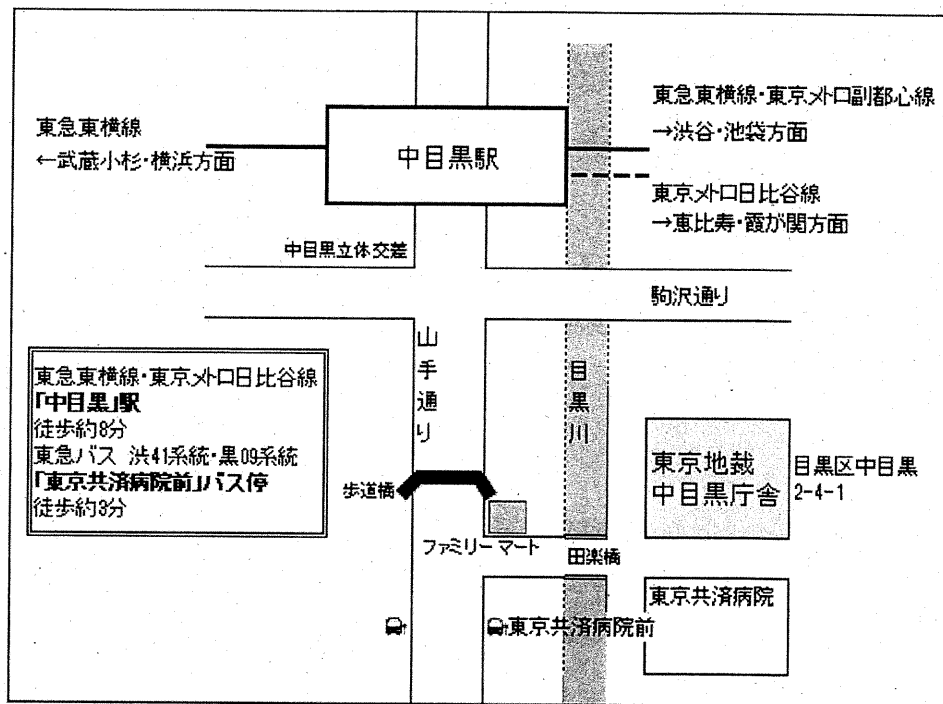 東急東横線
←武蔵小杉・横浜方面
中目黒駅
東急東横線・東京メトロ副都心線
→渋谷・池袋方面
東京メトロ日比谷線
→恵比寿・霞が関方面
中目黒立体交差
駒沢通り
山手通り
目黒川
東急東横線・東京メトロ日比谷線
「中目黒」駅
徒歩約8分
東急バス 渋41系統・黒09系統
「東京共済病院前」バス停
徒歩約3分
歩道橋
ファミリーマート
田楽橋
東京地裁
中目黒庁舎
目黒区中目黒
2-4-1
東京共済病院
東京共済病院前